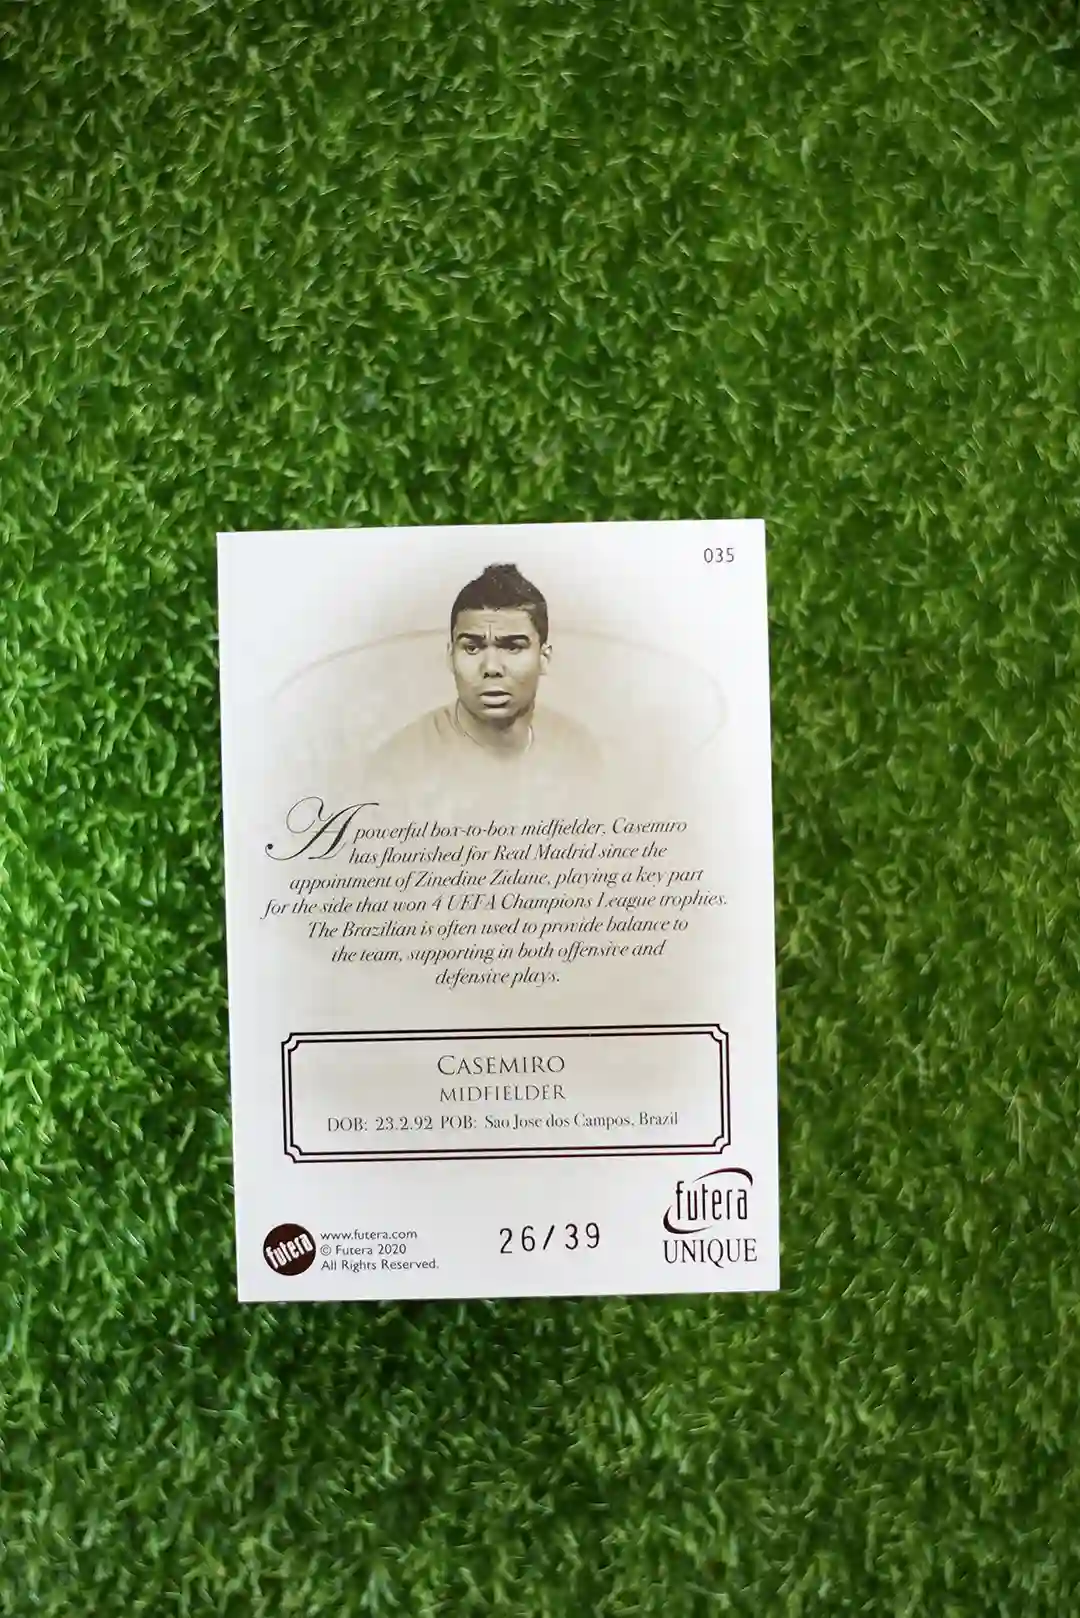 035
A powerful box-to-box midfielder, Casemiro
has flourished for Real Madrid since the
appointment of Zinedine Zidane, playing a key part
for the side that won 4 UEFA Champions League trophies.
The Brazilian is often used to provide balance to
the team, supporting in both offensive and
defensive plays.
CASEMIRO
MIDFIELDER
DOB: 23.2.92 POB: Sao Jose dos Campos, Brazil
futera
www.futera.com
© Futera 2020
All Rights Reserved.
26/39
futera
UNIQUE